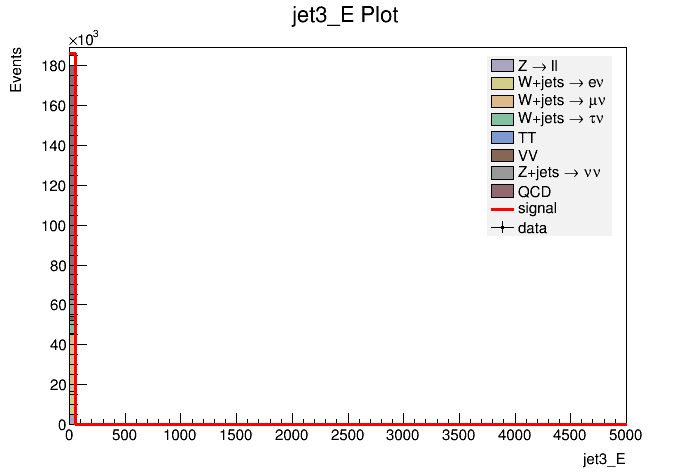 jet3_E Plot
×10³
Events
180
160
140
120
100
80
60
40
20
0
Z → ll
W+jets → eν
W+jets → μν
W+jets → τν
TT
VV
Z+jets → νν
QCD
signal
data
0 500 1000 1500 2000 2500 3000 3500 4000 4500 5000
jet3_E